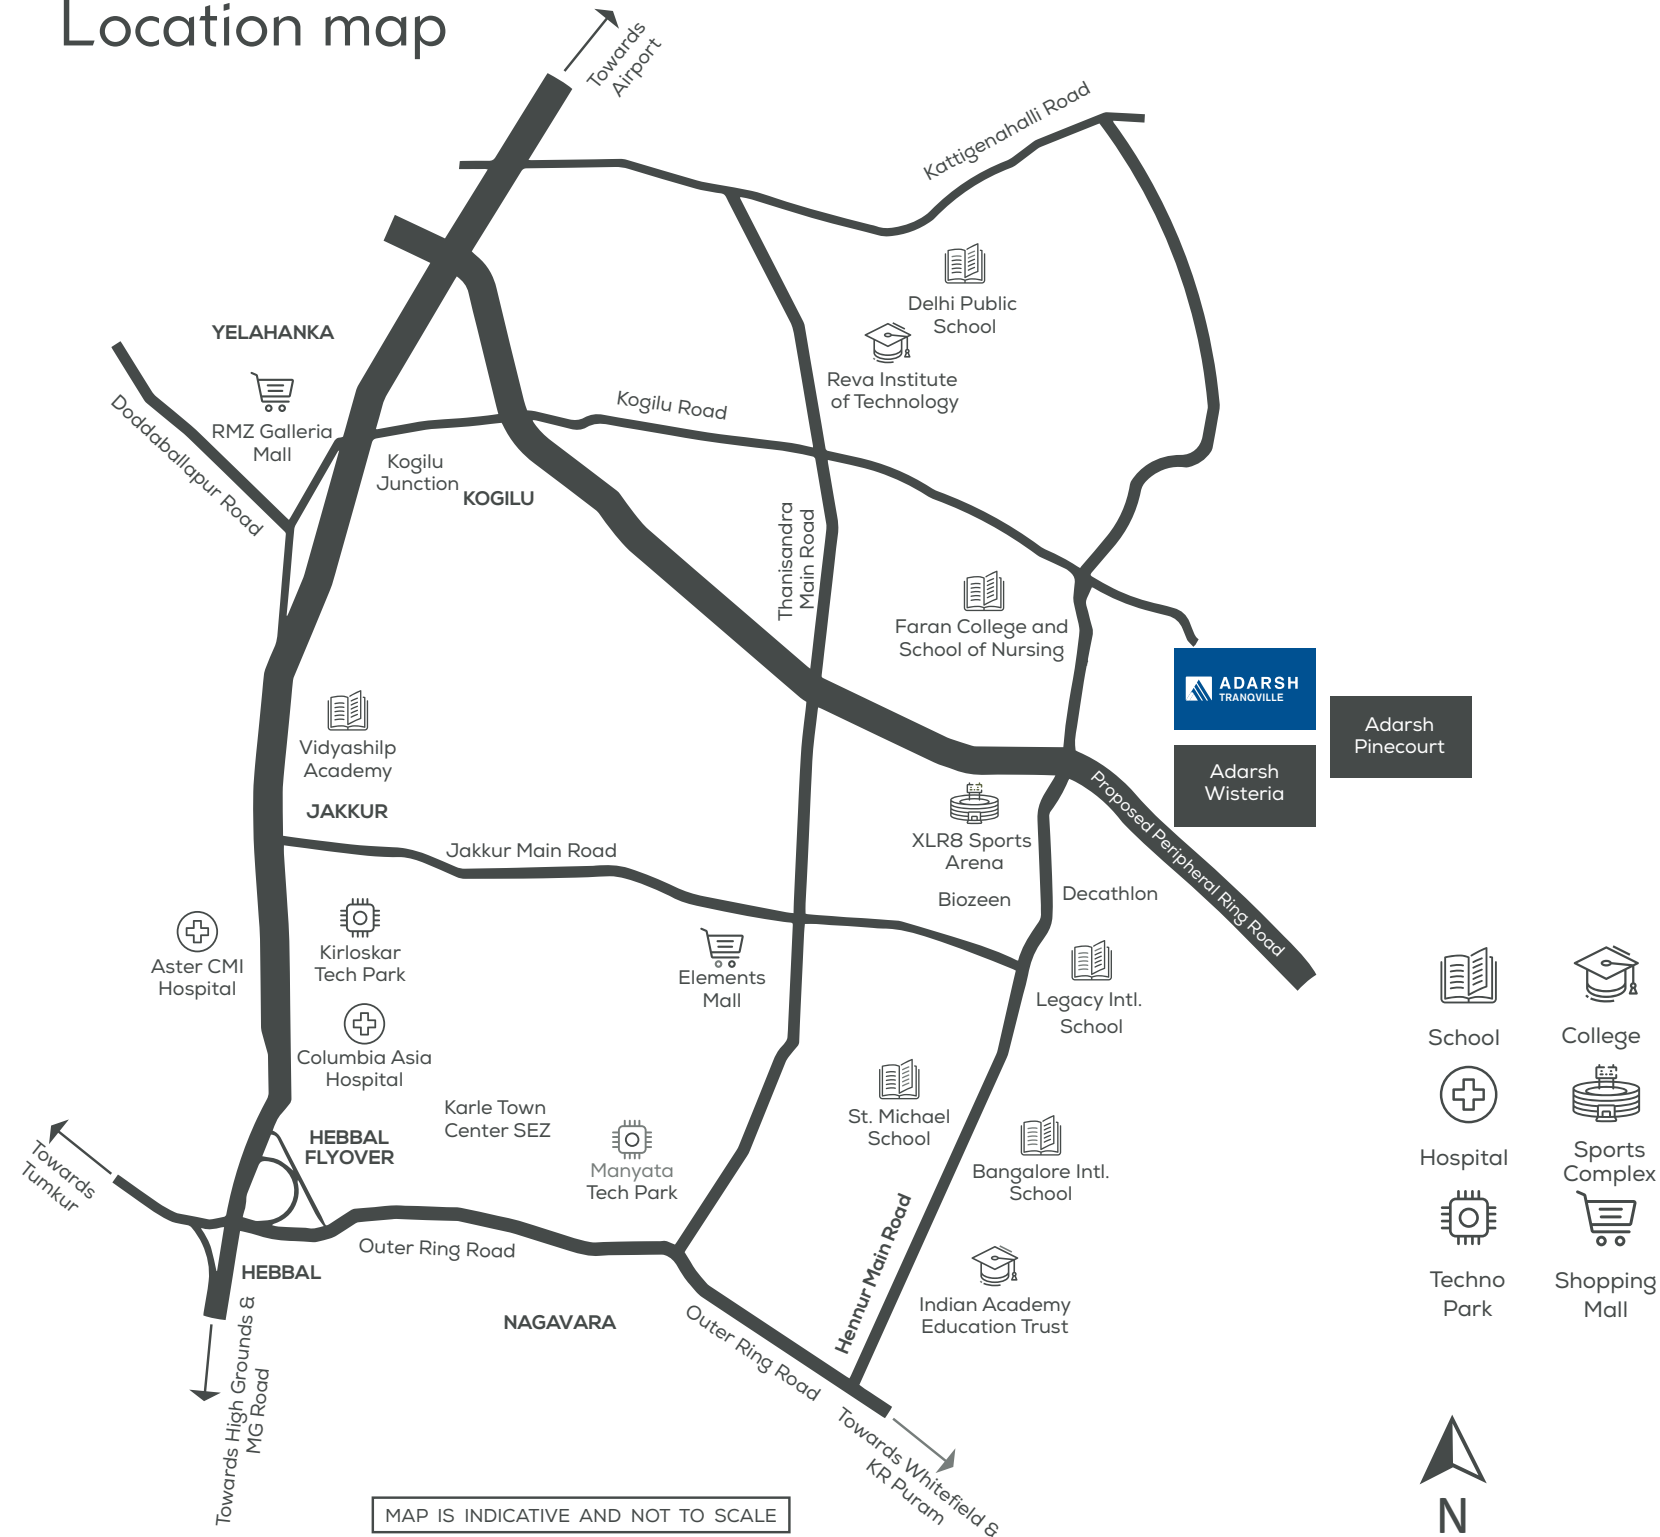 Location map
Towards
Airport
Kattigenahalli Road
Delhi Public
School
YELAHANKA
Reva Institute
of Technology
RMZ Galleria
Mall
Doddaballapur Road
Kogilu Road
Kogilu
Junction
KOGILU
Thanisandra
Main Road
Faran College and
School of Nursing
ADARSH
TRANQVILLE
Adarsh
Pinecourt
Adarsh
Wisteria
Vidyashilp
Academy
JAKKUR
Jakkur Main Road
Proposed Peripheral Ring Road
XLR8 Sports
Arena
Biozeen
Decathlon
Aster CMI
Hospital
Kirloskar
Tech Park
Elements
Mall
Legacy Intl.
School
Columbia Asia
Hospital
Karle Town
Center SEZ
HEBBAL
FLYOVER
Manyata
Tech Park
St. Michael
School
Bangalore Intl.
School
Towards
Tumkur
Outer Ring Road
HEBBAL
NAGAVARA
Outer Ring Road
Hennur Main Road
Indian Academy
Education Trust
Towards High Grounds &
MG Road
Towards Whitefield &
KR Puram
School
College
Hospital
Sports
Complex
Techno
Park
Shopping
Mall
MAP IS INDICATIVE AND NOT TO SCALE
N